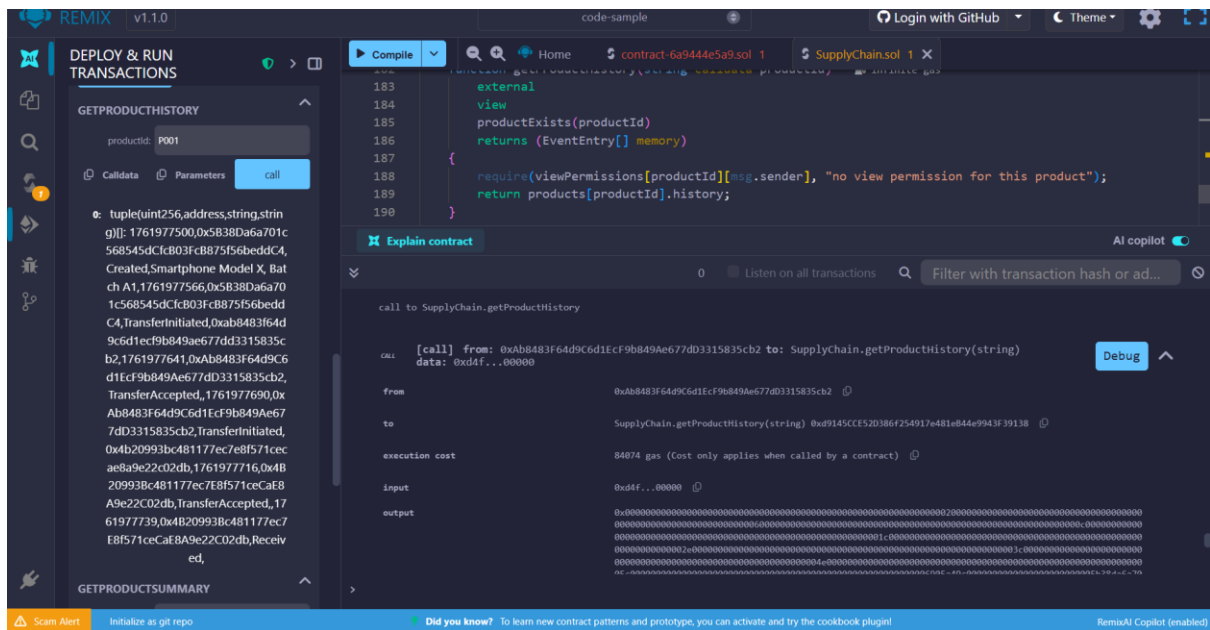 REMIX v1.1.0
code-sample
Login with GitHub
Theme
DEPLOY & RUN
TRANSACTIONS
GETPRODUCTHISTORY
productId: P001
Calldata Parameters call
0: tuple(uint256,address,string,strin
g)[]: 1761977500,0x5B38Da6a701c
568545dCfcB03FcB875f56beddC4,
Created,Smartphone Model X, Bat
ch A1,1761977566,0x5B38Da6a70
1c568545dCfcB03FcB875f56bedd
C4,TransferInitiated,0xab8483f64d
9c6d1ecf9b849ae677dd3315835c
b2,1761977641,0xAb8483F64d9C6
d1EcF9b849Ae677dD3315835cb2,
TransferAccepted,,1761977690,0x
Ab8483F64d9C6d1EcF9b849Ae67
7dD3315835cb2,TransferInitiated,
0x4b20993bc481177ec7e8f571cec
ae8a9e22c02db,1761977716,0x4B
20993Bc481177ec7E8f571ceCaE8
A9e22C02db,TransferAccepted,,17
61977739,0x4B20993Bc481177ec7
E8f571ceCaE8A9e22C02db,Receiv
ed,
GETPRODUCTSUMMARY
Compile
Home
contract-6a9444e5a9.sol 1
SupplyChain.sol 1
182 function getProductHistory(string calldata productId) infinite gas
183 external
184 view
185 productExists(productId)
186 returns (EventEntry[] memory)
187 {
188 require(viewPermissions[productId][msg.sender], "no view permission for this product");
189 return products[productId].history;
190 }
Explain contract
AI copilot
0 Listen on all transactions Filter with transaction hash or ad...
call to SupplyChain.getProductHistory
CALL [call] from: 0xAb8483F64d9C6d1EcF9b849Ae677dD3315835cb2 to: SupplyChain.getProductHistory(string)
data: 0xd4f...00000
Debug
from 0xAb8483F64d9C6d1EcF9b849Ae677dD3315835cb2
to SupplyChain.getProductHistory(string) 0xd9145CCE52D386f254917e481eB44e9943F39138
execution cost 84074 gas (Cost only applies when called by a contract)
input 0xd4f...00000
output
Scam Alert
Initialize as git repo
Did you know? To learn new contract patterns and prototype, you can activate and try the cookbook plugin!
RemixAI Copilot (enabled)